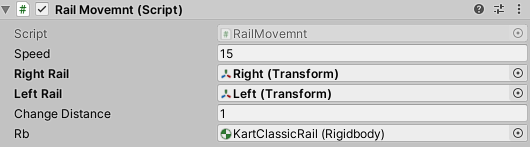 # Rail Movemnt (Script)
Script # RailMovemnt
Speed 15
Right Rail Right (Transform)
Left Rail Left (Transform)
Change Distance 1
Rb KartClassicRail (Rigidbody)